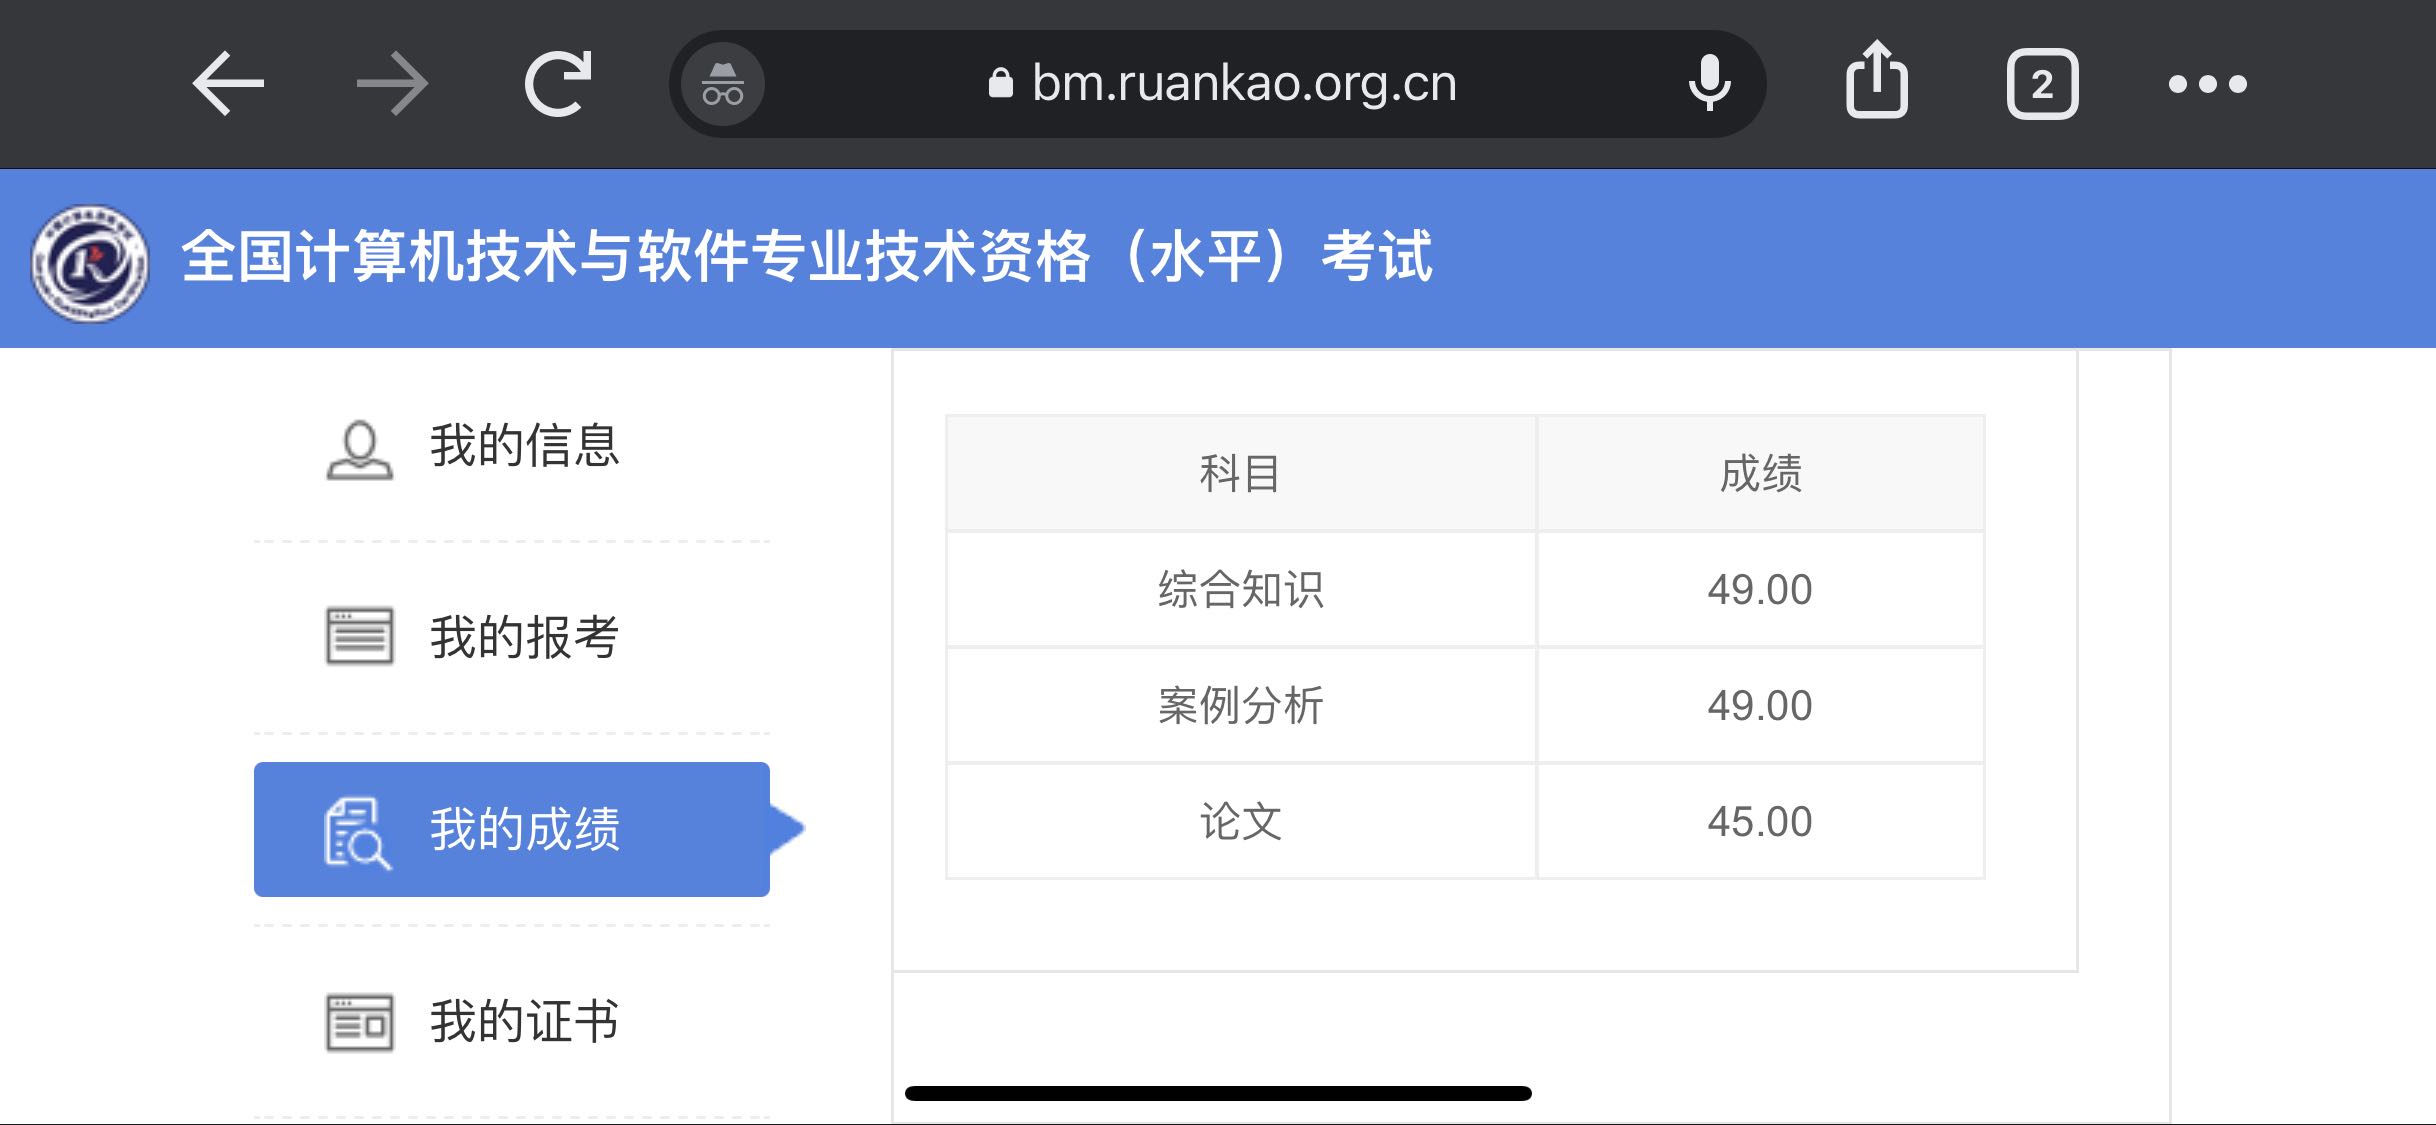 bm.ruankao.org.cn
2
全国计算机技术与软件专业技术资格（水平）考试
我的信息
我的报考
我的成绩
我的证书
科目 成绩
综合知识 49.00
案例分析 49.00
论文 45.00